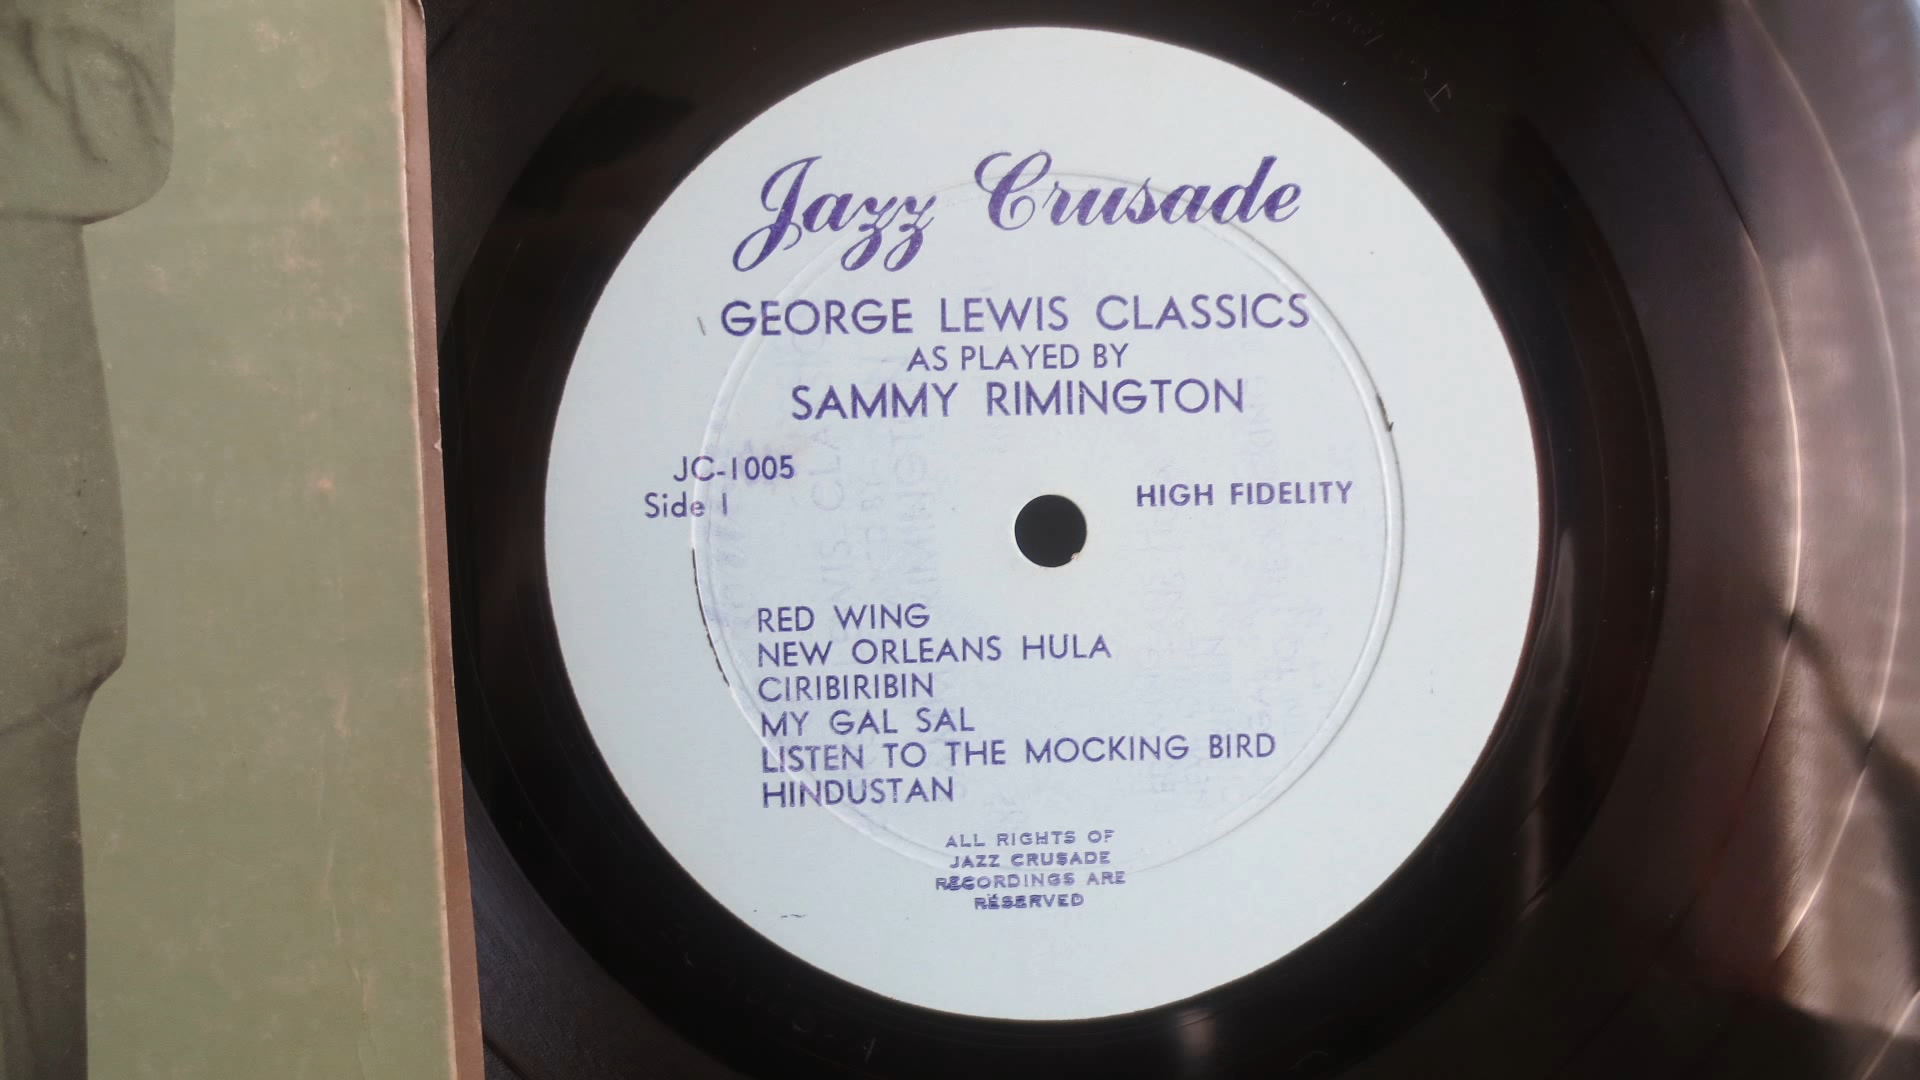 Jazz Crusade
GEORGE LEWIS CLASSICS
AS PLAYED BY
SAMMY RIMINGTON
JC-1005
Side 1
HIGH FIDELITY
RED WING
NEW ORLEANS HULA
CIRIBIRIBIN
MY GAL SAL
LISTEN TO THE MOCKING BIRD
HINDUSTAN
ALL RIGHTS OF
JAZZ CRUSADE
RECORDINGS ARE
RESERVED